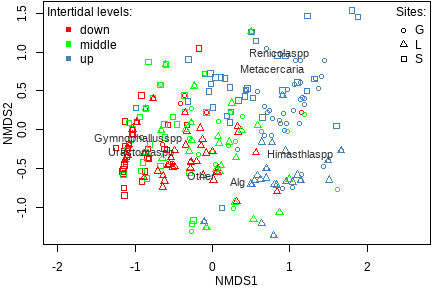 Intertidal levels:
down
middle
up
Sites:
G
L
S
Renicolaspp
Metacercaria
Himasthlaspp
Other
Alg
NMDS2
1.5
1.0
0.5
0.0
-0.5
-1.0
-2
-1
0
1
2
NMDS1